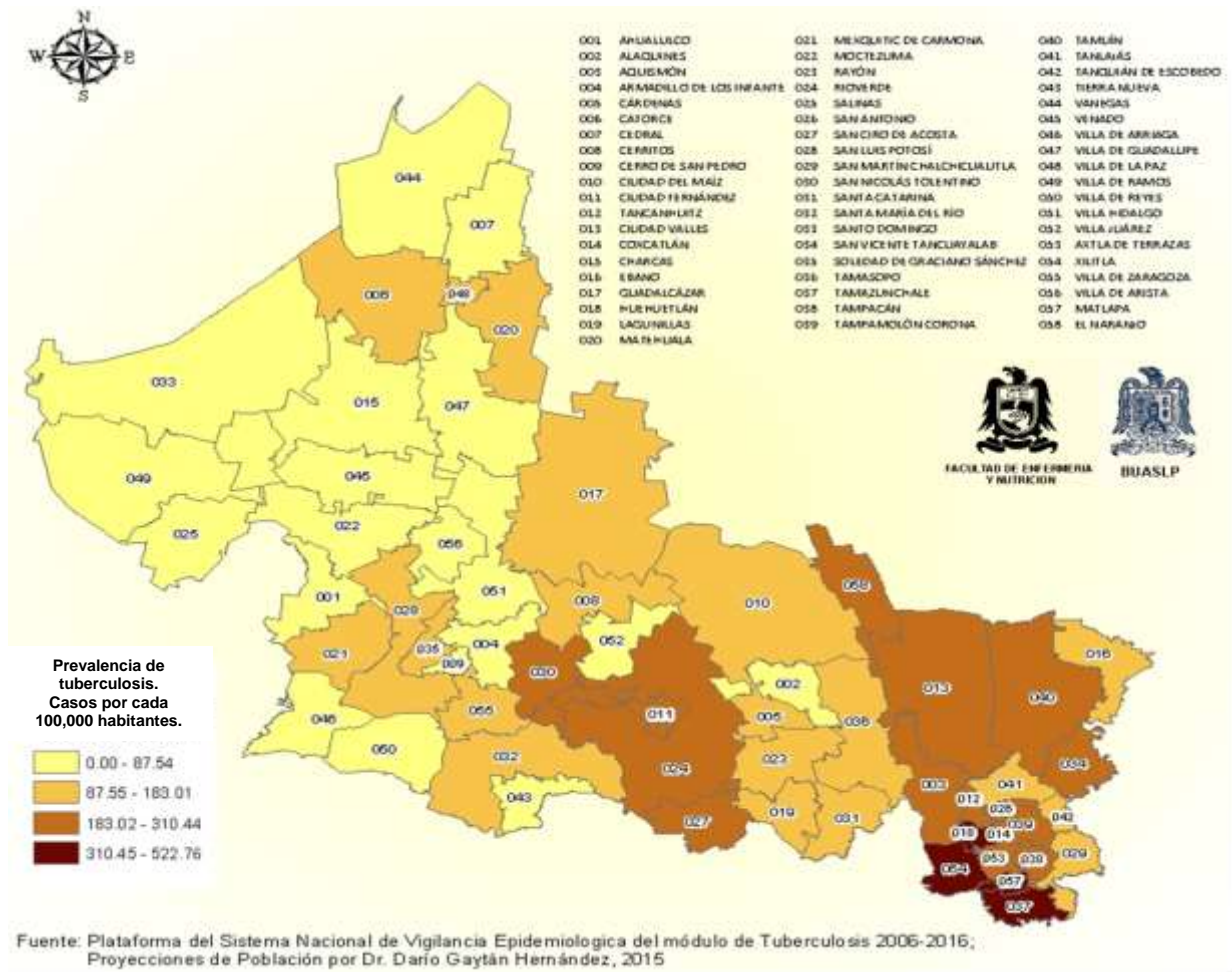 N
W E
S
001 AHUALULCO
002 ALAQUINES
003 AQUISMÓN
004 ARMADILLO DE LOS INFANTE
005 CÁRDENAS
006 CATORCE
007 CEDRAL
008 CERRITOS
009 CERRO DE SAN PEDRO
010 CIUDAD DEL MAÍZ
011 CIUDAD FERNÁNDEZ
012 TANCANHUITZ
013 CIUDAD VALLES
014 COXCATLÁN
015 CHARCAS
016 EBANO
017 GUADALCÁZAR
018 HUEHUETLÁN
019 LAGUNILLAS
020 MATEHUALA
021 MEXQUITIC DE CARMONA
022 MOCTEZUMA
023 RAYÓN
024 RIOVERDE
025 SALINAS
026 SAN ANTONIO
027 SAN CIRO DE ACOSTA
028 SAN LUIS POTOSÍ
029 SAN MARTÍN CHALCHICUAUTLA
030 SAN NICOLÁS TOLENTINO
031 SANTA CATARINA
032 SANTA MARÍA DEL RÍO
033 SANTO DOMINGO
034 SAN VICENTE TANCUAYALAB
035 SOLEDAD DE GRACIANO SÁNCHEZ
036 TAMASOPO
037 TAMAZUNCHALE
038 TAMPACÁN
039 TAMPAMOLÓN CORONA
040 TAMUÍN
041 TANLAJÁS
042 TANQUIÁN DE ESCOBEDO
043 TIERRA NUEVA
044 VANEGAS
045 VENADO
046 VILLA DE ARRIAGA
047 VILLA DE GUADALUPE
048 VILLA DE LA PAZ
049 VILLA DE RAMOS
050 VILLA DE REYES
051 VILLA HIDALGO
052 VILLA JUÁREZ
053 AXTLA DE TERRAZAS
054 XILITLA
055 VILLA DE ZARAGOZA
056 VILLA DE ARISTA
057 MATLAPA
058 EL NARANJO
044
007
006
048
020
033
015
047
049
045
017
025
022
056
058
001
028
051
008
010
052
021
035
004
009
030
002
013
040
016
046
055
011
005
036
050
032
024
023
003
034
043
027
019
031
041
012
026
042
039
018
014
053
038
029
054
057
037
FACULTAD DE ENFERMERIA
Y NUTRICION
BUASLP
Prevalencia de
tuberculosis.
Casos por cada
100,000 habitantes.
0.00 - 87.54
87.55 - 183.01
183.02 - 310.44
310.45 - 522.76
Fuente: Plataforma del Sistema Nacional de Vigilancia Epidemiologica del módulo de Tuberculosis 2006-2016;
Proyecciones de Población por Dr. Darío Gaytán Hernández, 2015